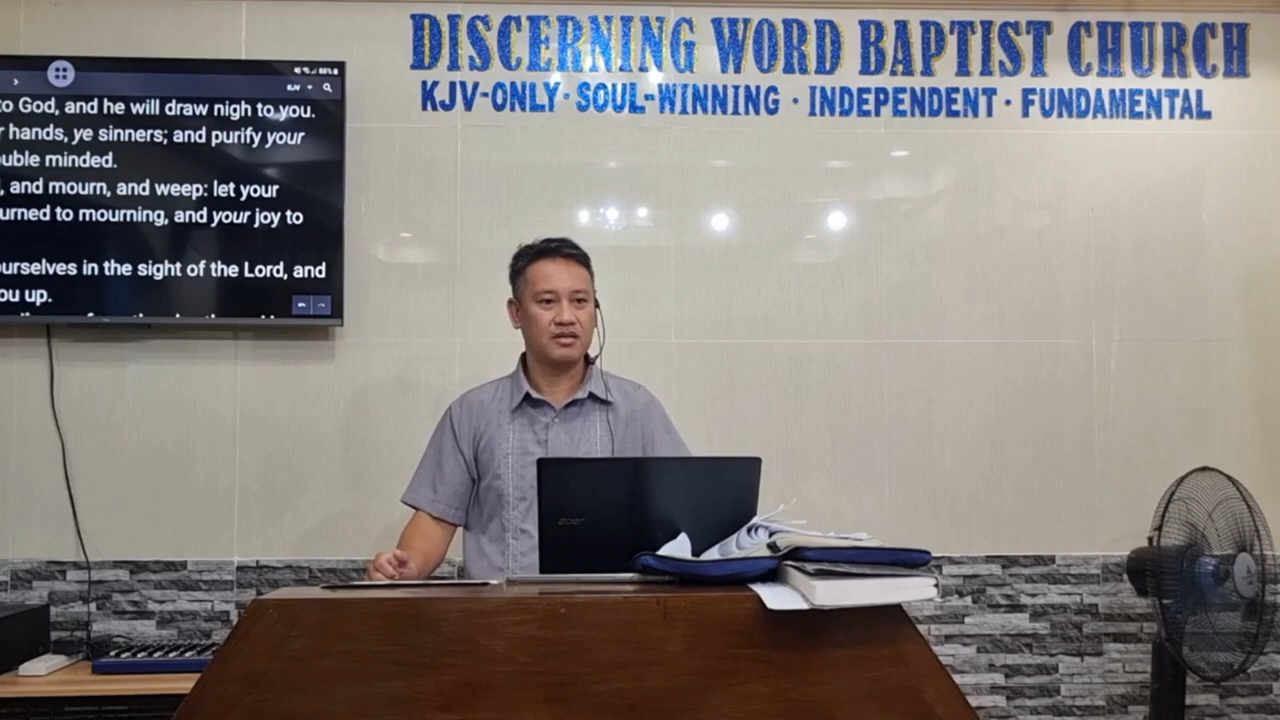 DISCERNING WORD BAPTIST CHURCH
KJV-ONLY · SOUL-WINNING · INDEPENDENT · FUNDAMENTAL
KJV
to God, and he will draw nigh to you.
hands, ye sinners; and purify your
uble minded.
, and mourn, and weep: let your
urned to mourning, and your joy to
ourselves in the sight of the Lord, and
ou up.
acer